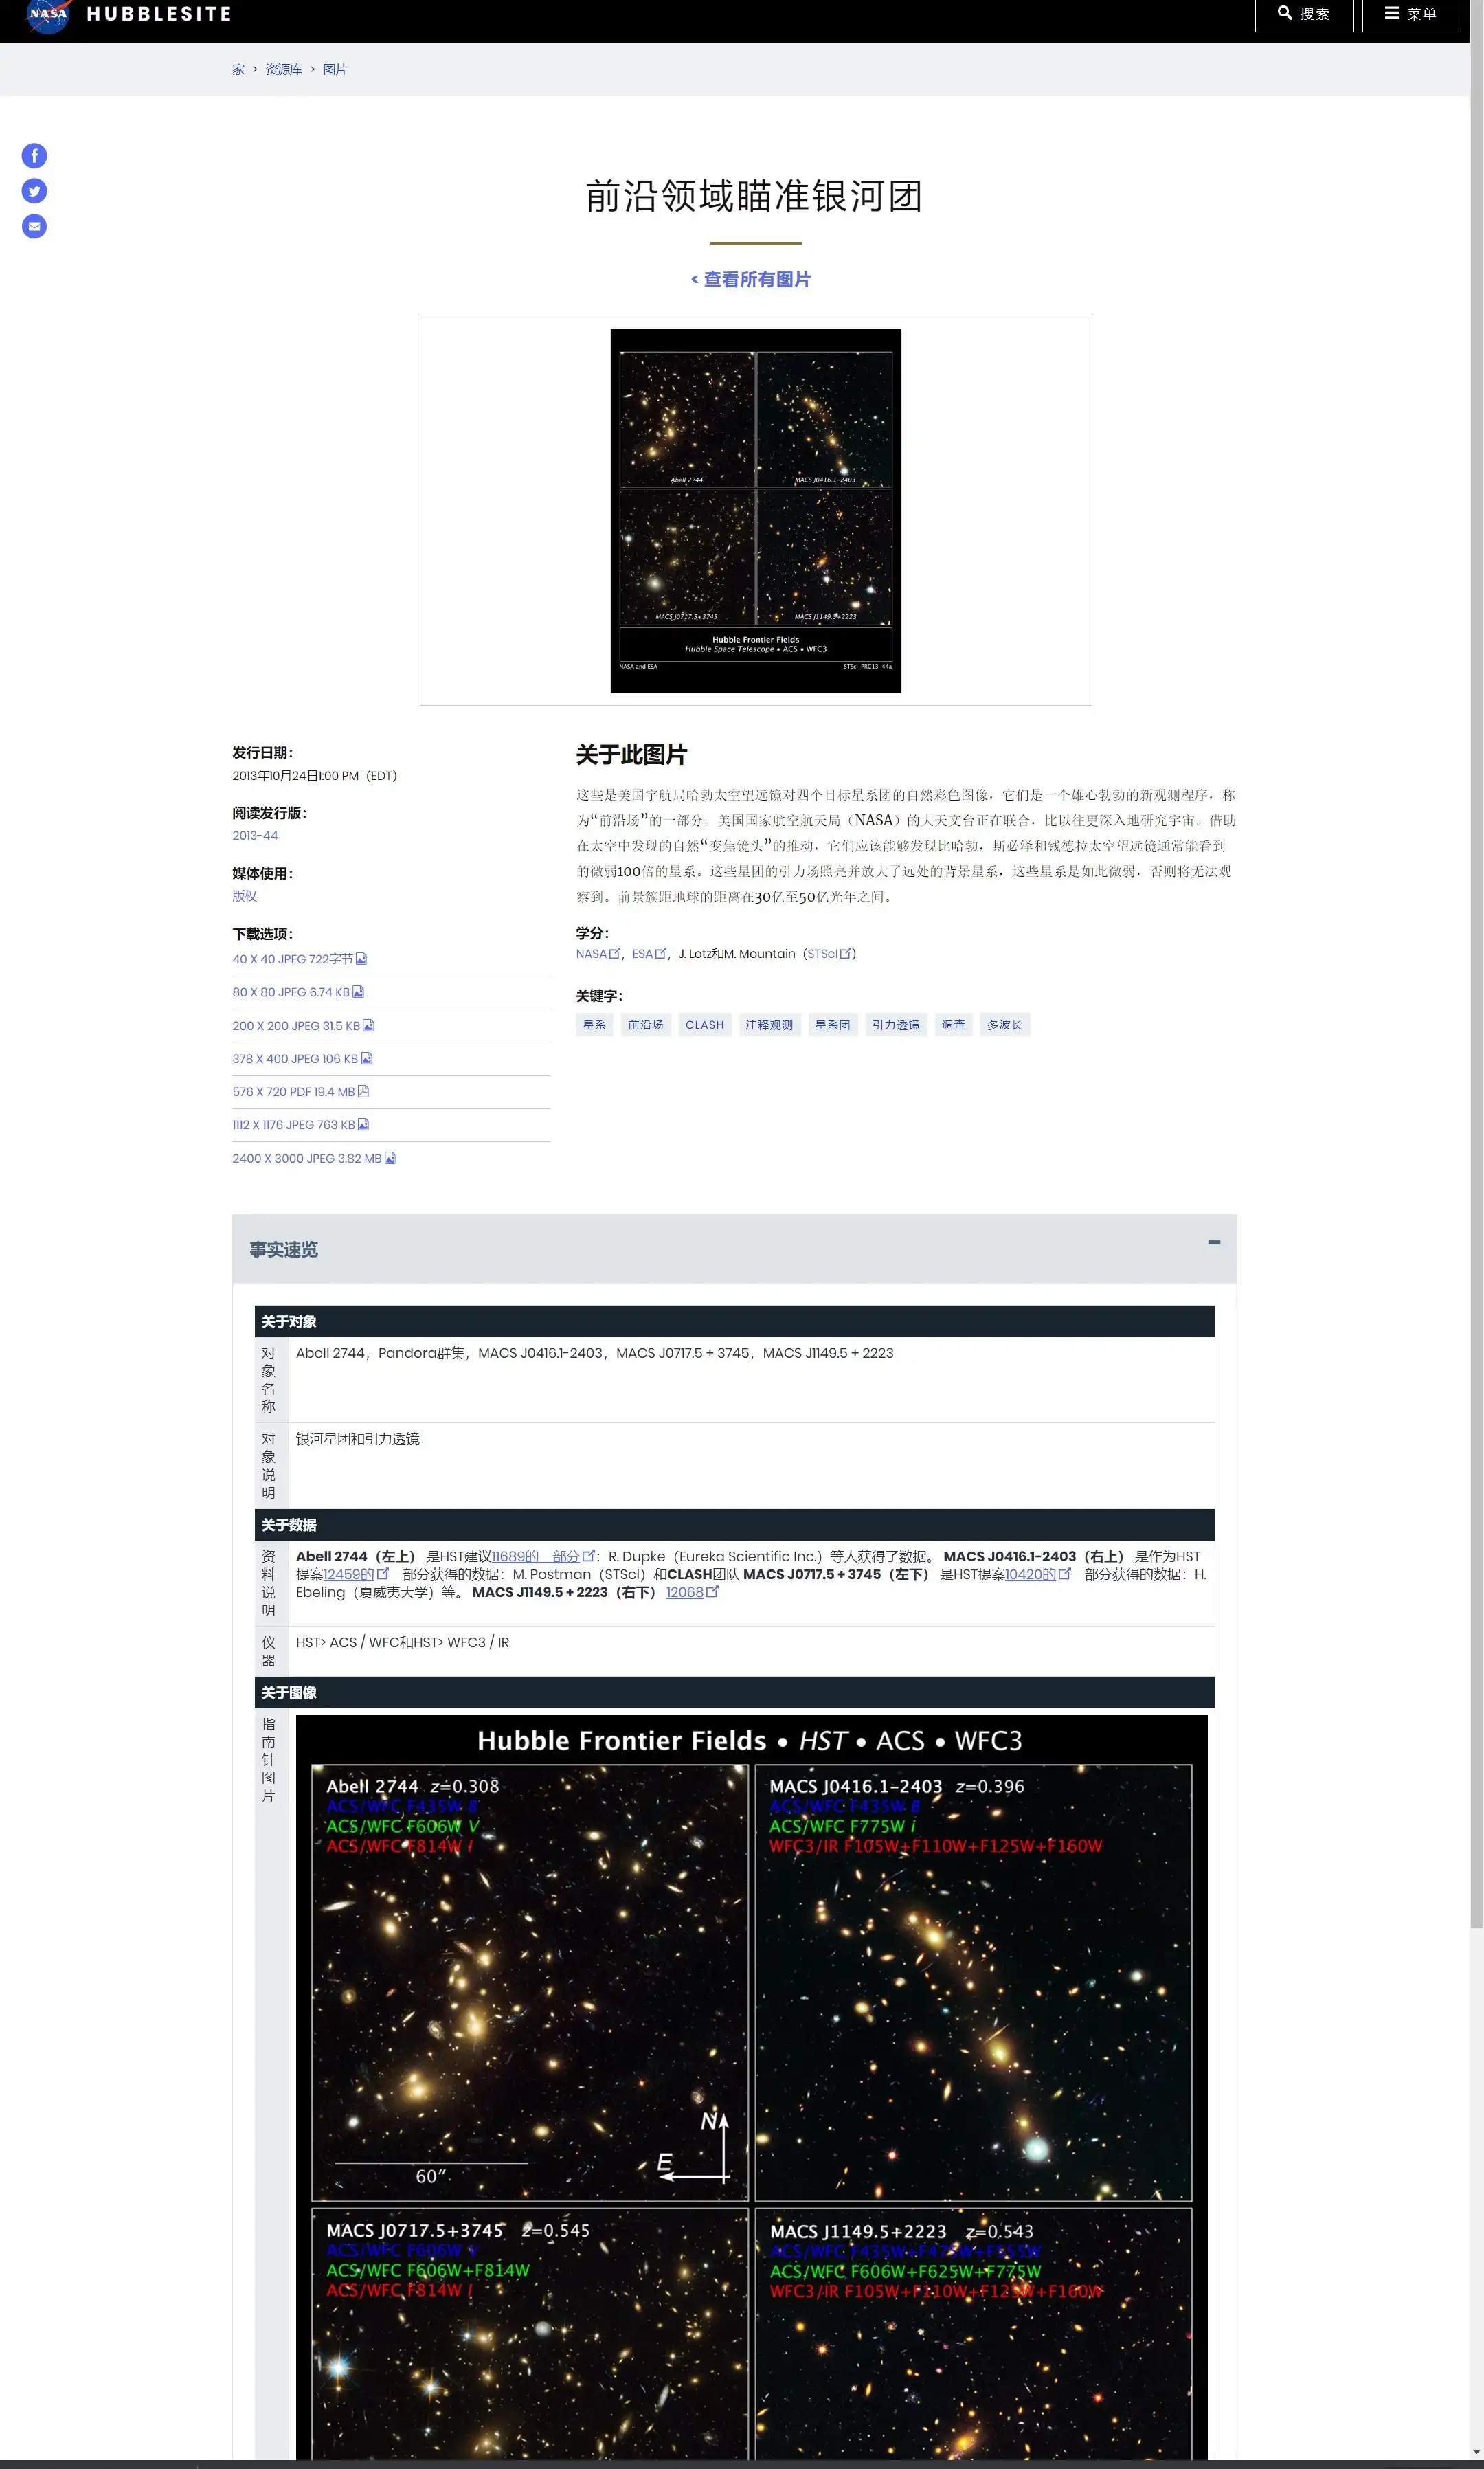 NASA HUBBLESITE
搜索
菜单
家 > 资源库 > 图片
前沿领域瞄准银河团
< 查看所有图片
Abell 2744
MACS J0416.1-2403
MACS J0717.5+3745
MACS J1149.5+2223
Hubble Frontier Fields
Hubble Space Telescope • ACS • WFC3
NASA and ESA
STScI-PRC13-44a
发行日期：
2013年10月24日1:00 PM（EDT）
阅读发行版：
2013-44
媒体使用：
版权
下载选项：
40 X 40 JPEG 722字节
80 X 80 JPEG 6.74 KB
200 X 200 JPEG 31.5 KB
378 X 400 JPEG 106 KB
576 X 720 PDF 19.4 MB
1112 X 1176 JPEG 763 KB
2400 X 3000 JPEG 3.82 MB
关于此图片
这些是美国宇航局哈勃太空望远镜对四个目标星系团的自然彩色图像，它们是一个雄心勃勃的新观测程序，称
为“前沿场”的一部分。美国国家航空航天局（NASA）的大天文台正在联合，比以往更深入地研究宇宙。借助
在太空中发现的自然“变焦镜头”的推动，它们应该能够发现比哈勃，斯必泽和钱德拉太空望远镜通常能看到
的微弱100倍的星系。这些星团的引力场照亮并放大了远处的背景星系，这些星系是如此微弱，否则将无法观
察到。前景簇距地球的距离在30亿至50亿光年之间。
学分：
NASA，ESA，J. Lotz和M. Mountain（STScI）
关键字：
星系 前沿场 CLASH 注释观测 星系团 引力透镜 调查 多波长
事实速览
关于对象
对象名称
Abell 2744，Pandora群集，MACS J0416.1-2403，MACS J0717.5 + 3745，MACS J1149.5 + 2223
对象说明
银河星团和引力透镜
关于数据
资料说明
Abell 2744（左上） 是HST建议11689的一部分：R. Dupke（Eureka Scientific Inc.）等人获得了数据。 MACS J0416.1-2403（右上） 是作为HST
提案12459的一部分获得的数据：M. Postman（STScI）和CLASH团队 MACS J0717.5 + 3745（左下） 是HST提案10420的一部分获得的数据：H.
Ebeling（夏威夷大学）等。 MACS J1149.5 + 2223（右下） 12068
仪器
HST> ACS / WFC和HST> WFC3 / IR
关于图像
指南针图片
Hubble Frontier Fields • HST • ACS • WFC3
Abell 2744 z=0.308
ACS/WFC F435W B
ACS/WFC F606W V
ACS/WFC F814W I
60″
N
E
MACS J0416.1-2403 z=0.396
ACS/WFC F435W B
ACS/WFC F775W i
WFC3/IR F105W+F110W+F125W+F160W
MACS J0717.5+3745 z=0.545
ACS/WFC F606W V
ACS/WFC F606W+F814W
ACS/WFC F814W I
MACS J1149.5+2223 z=0.543
ACS/WFC F435W+F475W+F555W
ACS/WFC F606W+F625W+F775W
WFC3/IR F105W+F110W+F125W+F160W